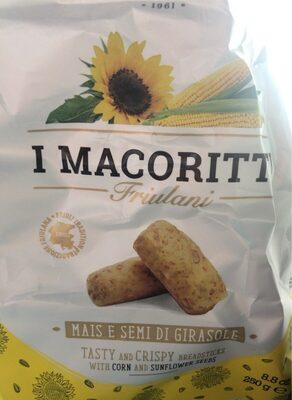 1961
I MACORITT
Friulani
MAIS E SEMI DI GIRASOLE
TASTY AND CRISPY BREADSTICKS
WITH CORN AND SUNFLOWER SEEDS
8.8
250 g e